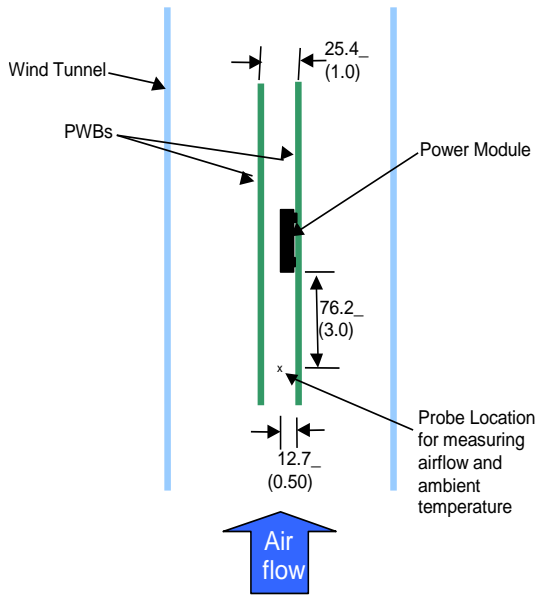 25.4_
(1.0)
Wind Tunnel
PWBs
Power Module
76.2_
(3.0)
x
Probe Location
for measuring
airflow and
ambient
temperature
12.7_
(0.50)
Air
flow